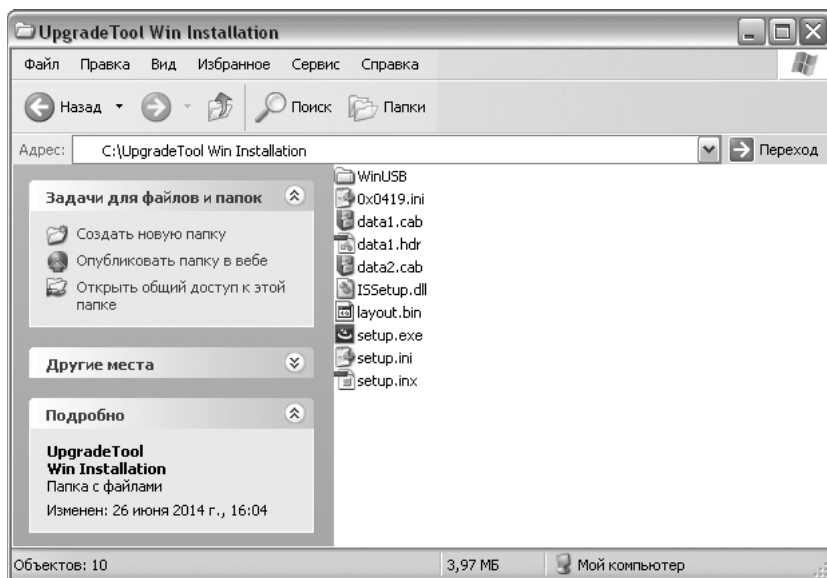 UpgradeTool Win Installation
Файл Правка Вид Избранное Сервис Справка
Назад Поиск Папки
Адрес: C:\UpgradeTool Win Installation Переход
Задачи для файлов и папок
Создать новую папку
Опубликовать папку в вебе
Открыть общий доступ к этой
папке
Другие места
Подробно
UpgradeTool
Win Installation
Папка с файлами
Изменен: 26 июня 2014 г., 16:04
WinUSB
0x0419.ini
data1.cab
data1.hdr
data2.cab
ISSetup.dll
layout.bin
setup.exe
setup.ini
setup.inx
Объектов: 10 3,97 МБ Мой компьютер